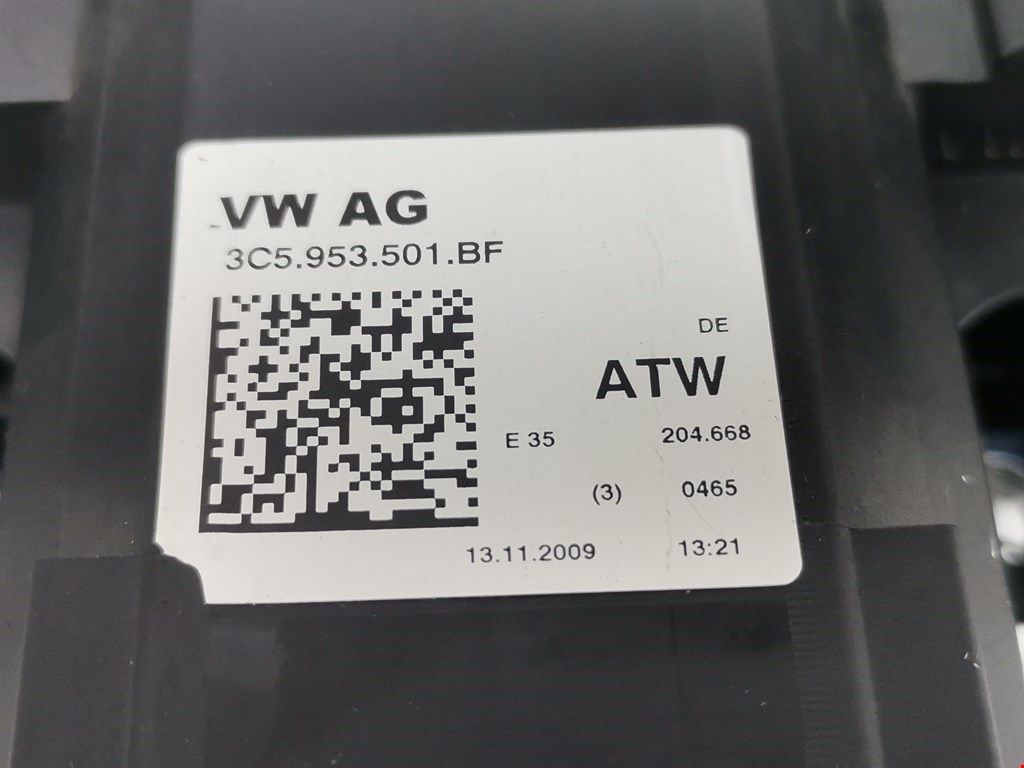 VW AG
3C5.953.501.BF
DE
ATW
E 35 204.668
(3) 0465
13.11.2009 13:21